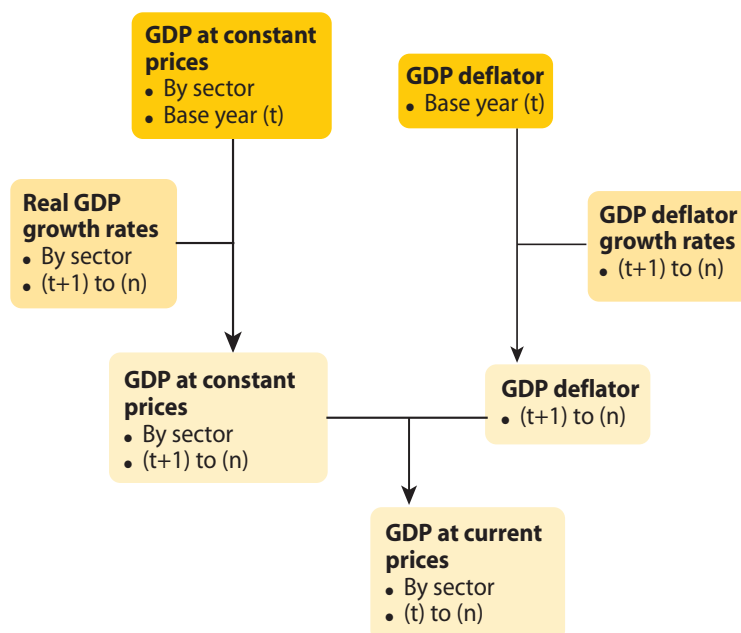 GDP at constant
prices
• By sector
• Base year (t)
GDP deflator
• Base year (t)
Real GDP
growth rates
• By sector
• (t+1) to (n)
GDP deflator
growth rates
• (t+1) to (n)
GDP at constant
prices
• By sector
• (t+1) to (n)
GDP deflator
• (t+1) to (n)
GDP at current
prices
• By sector
• (t) to (n)